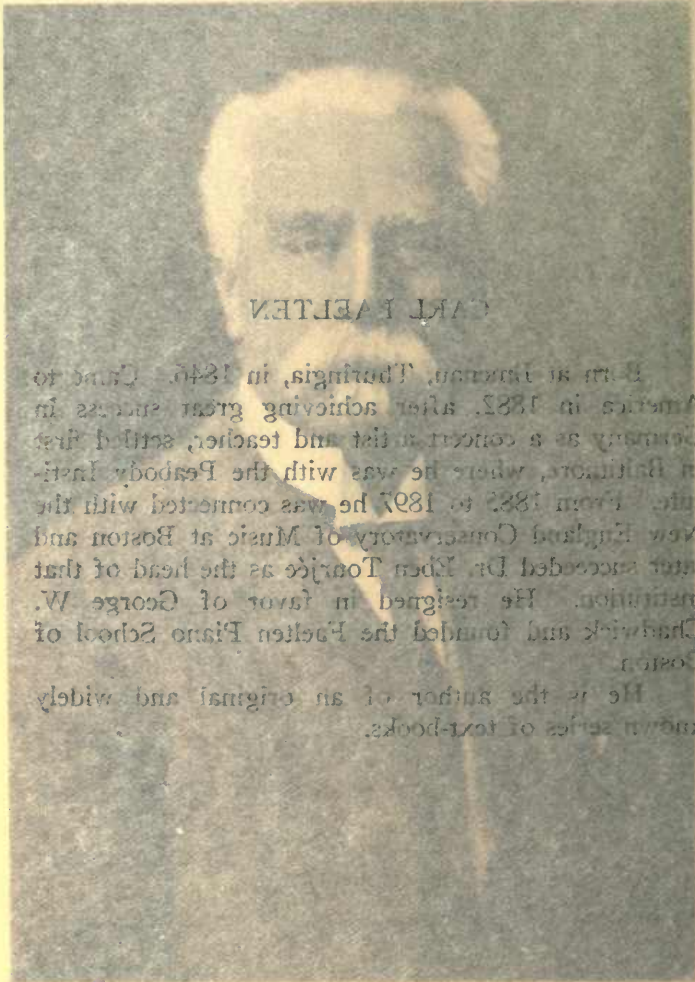 CARL FAELTEN
Born at Ilmenau, Thuringia, in 1846. Came to
America in 1882, after achieving great success in
Germany as a concert artist and teacher, settled first
in Baltimore, where he was with the Peabody Insti-
tute. From 1885 to 1897 he was connected with the
New England Conservatory of Music at Boston and
later succeeded Dr. Eben Tourjée as the head of that
institution. He resigned in favor of George W.
Chadwick and founded the Faelten Piano School of
Boston.
He is the author of an original and widely
known series of text-books.